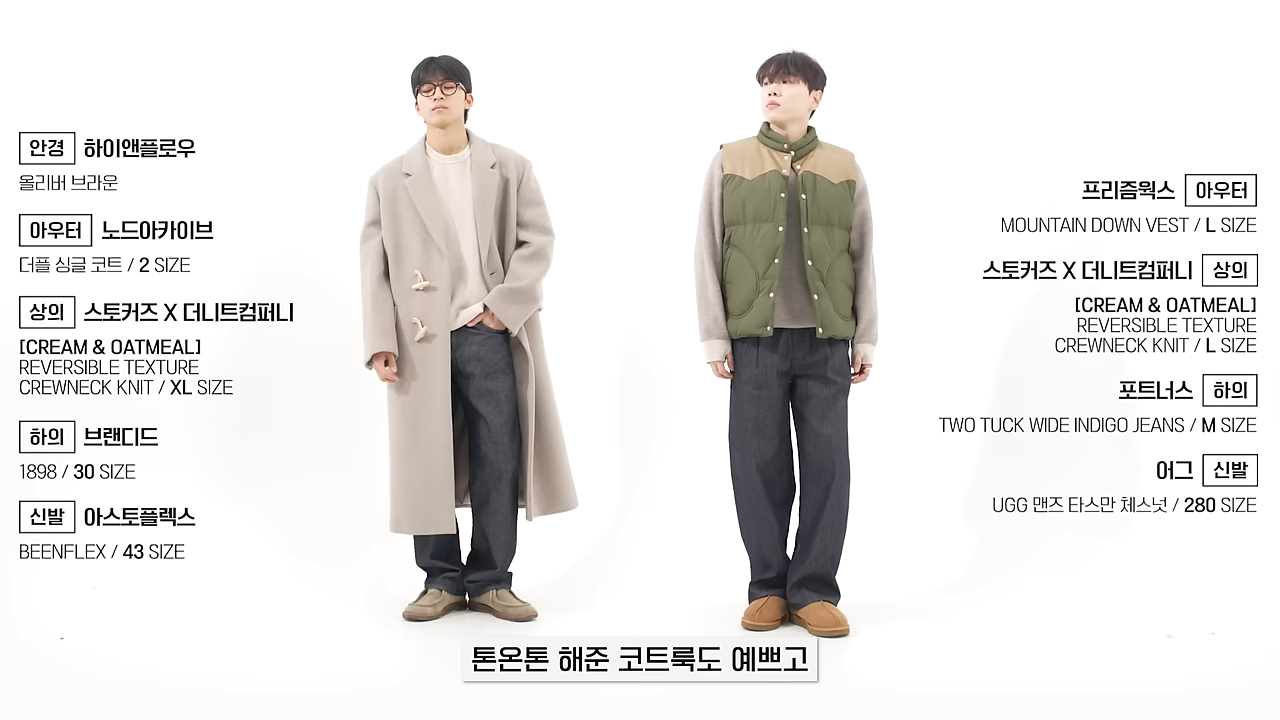 안경 하이앤플로우
올리버 브라운
아우터 노드아카이브
더플 싱글 코트 / 2 SIZE
상의 스토커즈 X 더니트컴퍼니
[CREAM & OATMEAL]
REVERSIBLE TEXTURE
CREWNECK KNIT / XL SIZE
하의 브랜디드
1898 / 30 SIZE
신발 아스토플렉스
BEENFLEX / 43 SIZE
프리즘웍스 아우터
MOUNTAIN DOWN VEST / L SIZE
스토커즈 X 더니트컴퍼니 상의
[CREAM & OATMEAL]
REVERSIBLE TEXTURE
CREWNECK KNIT / L SIZE
포트너스 하의
TWO TUCK WIDE INDIGO JEANS / M SIZE
어그 신발
UGG 맨즈 타스만 체스넛 / 280 SIZE
톤온톤 해준 코트룩도 예쁘고